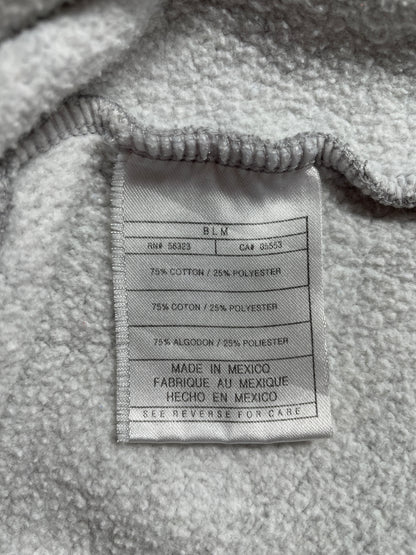 BLM
RN# 56323 CA# 05553
75% COTTON / 25% POLYESTER
75% COTON / 25% POLYESTER
75% ALGODON / 25% POLIESTER
MADE IN MEXICO
FABRIQUE AU MEXIQUE
HECHO EN MEXICO
SEE REVERSE FOR CARE